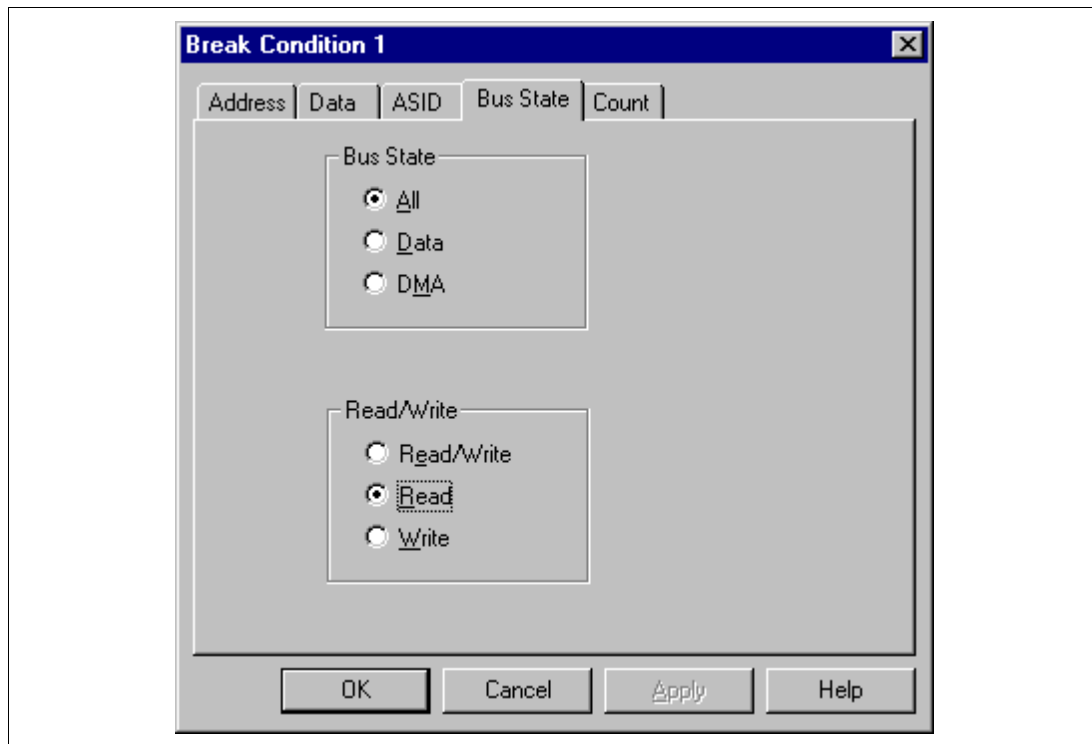 Break Condition 1
Address Data ASID Bus State Count
Bus State
All
Data
DMA
Read/Write
Read/Write
Read
Write
OK Cancel Apply Help